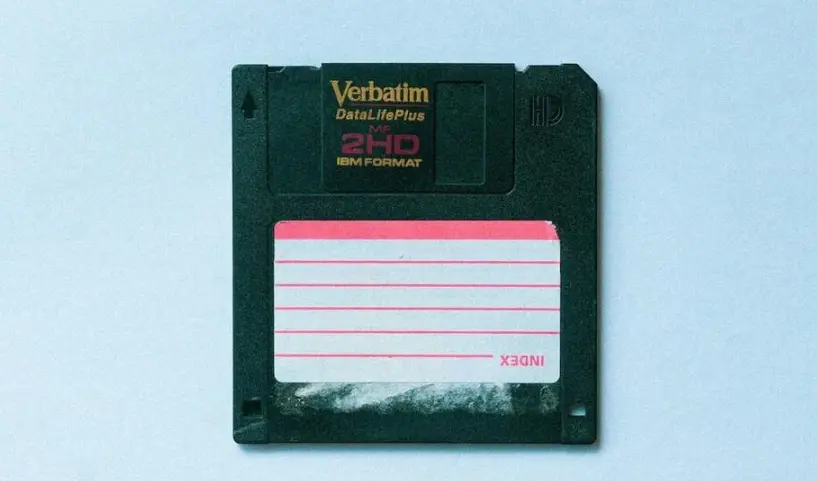 Verbatim
DataLifePlus
MF
2HD
IBM FORMAT
HD
INDEX